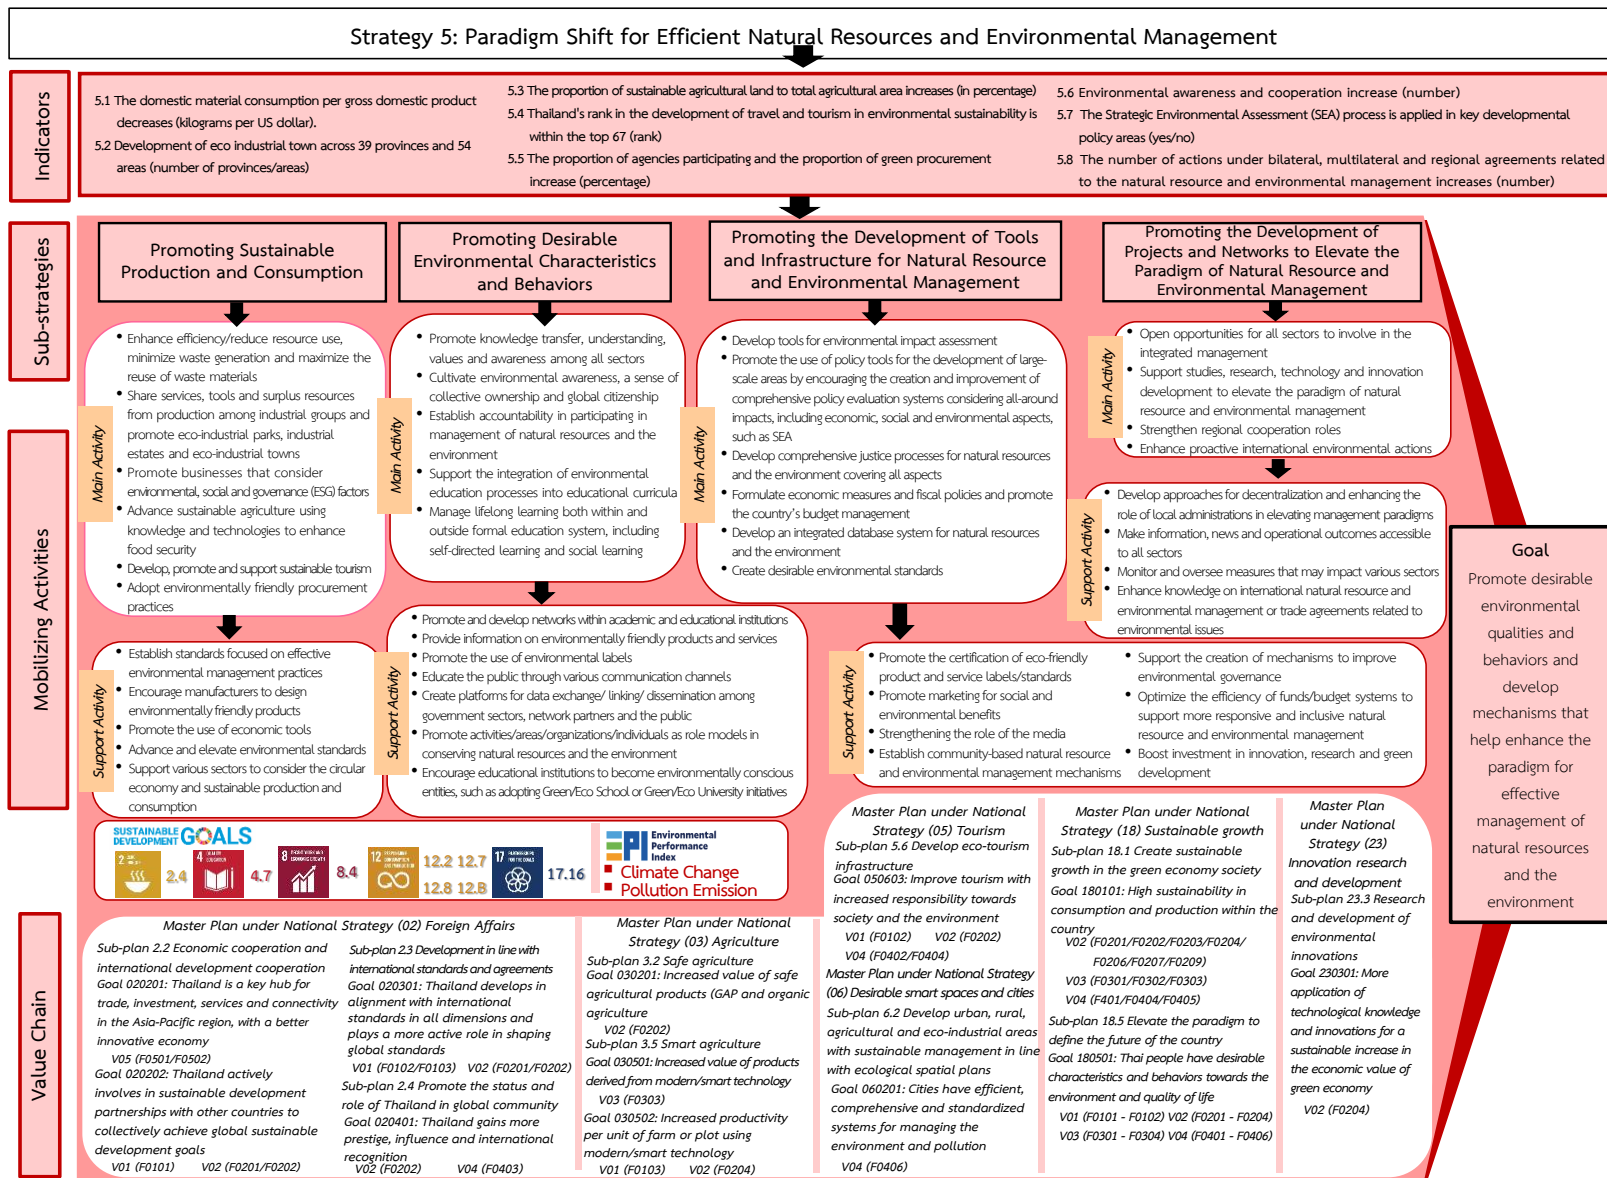 Strategy 5: Paradigm Shift for Efficient Natural Resources and Environmental Management
Indicators
5.1 The domestic material consumption per gross domestic product
decreases (kilograms per US dollar).
5.2 Development of eco industrial town across 39 provinces and 54
areas (number of provinces/areas)
5.3 The proportion of sustainable agricultural land to total agricultural area increases (in percentage)
5.4 Thailand's rank in the development of travel and tourism in environmental sustainability is
within the top 67 (rank)
5.5 The proportion of agencies participating and the proportion of green procurement
increase (percentage)
5.6 Environmental awareness and cooperation increase (number)
5.7 The Strategic Environmental Assessment (SEA) process is applied in key developmental
policy areas (yes/no)
5.8 The number of actions under bilateral, multilateral and regional agreements related
to the natural resource and environmental management increases (number)
Sub-strategies
Promoting Sustainable
Production and Consumption
Promoting Desirable
Environmental Characteristics
and Behaviors
Promoting the Development of Tools
and Infrastructure for Natural Resource
and Environmental Management
Promoting the Development of
Projects and Networks to Elevate the
Paradigm of Natural Resource and
Environmental Management
Mobilizing Activities
Main Activity
• Enhance efficiency/reduce resource use,
minimize waste generation and maximize the
reuse of waste materials
• Share services, tools and surplus resources
from production among industrial groups and
promote eco-industrial parks, industrial
estates and eco-industrial towns
• Promote businesses that consider
environmental, social and governance (ESG) factors
• Advance sustainable agriculture using
knowledge and technologies to enhance
food security
• Develop, promote and support sustainable tourism
• Adopt environmentally friendly procurement
practices
Main Activity
• Promote knowledge transfer, understanding,
values and awareness among all sectors
• Cultivate environmental awareness, a sense of
collective ownership and global citizenship
• Establish accountability in participating in
management of natural resources and the
environment
• Support the integration of environmental
education processes into educational curricula
• Manage lifelong learning both within and
outside formal education system, including
self-directed learning and social learning
Main Activity
• Develop tools for environmental impact assessment
• Promote the use of policy tools for the development of large-
scale areas by encouraging the creation and improvement of
comprehensive policy evaluation systems considering all-around
impacts, including economic, social and environmental aspects,
such as SEA
• Develop comprehensive justice processes for natural resources
and the environment covering all aspects
• Formulate economic measures and fiscal policies and promote
the country's budget management
• Develop an integrated database system for natural resources
and the environment
• Create desirable environmental standards
Main Activity
• Open opportunities for all sectors to involve in the
integrated management
• Support studies, research, technology and innovation
development to elevate the paradigm of natural
resource and environmental management
• Strengthen regional cooperation roles
• Enhance proactive international environmental actions
Support Activity
• Establish standards focused on effective
environmental management practices
• Encourage manufacturers to design
environmentally friendly products
• Promote the use of economic tools
• Advance and elevate environmental standards
• Support various sectors to consider the circular
economy and sustainable production and
consumption
Support Activity
• Promote and develop networks within academic and educational institutions
• Provide information on environmentally friendly products and services
• Promote the use of environmental labels
• Educate the public through various communication channels
• Create platforms for data exchange/ linking/ dissemination among
government sectors, network partners and the public
• Promote activities/areas/organizations/individuals as role models in
conserving natural resources and the environment
• Encourage educational institutions to become environmentally conscious
entities, such as adopting Green/Eco School or Green/Eco University initiatives
Support Activity
• Promote the certification of eco-friendly
product and service labels/standards
• Promote marketing for social and
environmental benefits
• Strengthening the role of the media
• Establish community-based natural resource
and environmental management mechanisms
• Support the creation of mechanisms to improve
environmental governance
• Optimize the efficiency of funds/budget systems to
support more responsive and inclusive natural
resource and environmental management
• Boost investment in innovation, research and green
development
Support Activity
• Develop approaches for decentralization and enhancing the
role of local administrations in elevating management paradigms
• Make information, news and operational outcomes accessible
to all sectors
• Monitor and oversee measures that may impact various sectors
• Enhance knowledge on international natural resource and
environmental management or trade agreements related to
environmental issues
Goal
Promote desirable
environmental
qualities and
behaviors and
develop
mechanisms that
help enhance the
paradigm for
effective
management of
natural resources
and the
environment
SUSTAINABLE
DEVELOPMENT GOALS
2
2.4
4
4.7
8
8.4
12
12.2 12.7
12.8 12.B
17
17.16
EPI Environmental
Performance
Index
Climate Change
Pollution Emission
Value Chain
Master Plan under National Strategy (02) Foreign Affairs
Sub-plan 2.2 Economic cooperation and
international development cooperation
Goal 020201: Thailand is a key hub for
trade, investment, services and connectivity
in the Asia-Pacific region, with a better
innovative economy
V05 (F0501/F0502)
Goal 020202: Thailand actively
involves in sustainable development
partnerships with other countries to
collectively achieve global sustainable
development goals
V01 (F0101) V02 (F0201/F0202)
Sub-plan 2.3 Development in line with
international standards and agreements
Goal 020301: Thailand develops in
alignment with international
standards in all dimensions and
plays a more active role in shaping
global standards
V01 (F0102/F0103) V02 (F0201/F0202)
Sub-plan 2.4 Promote the status and
role of Thailand in global community
Goal 020401: Thailand gains more
prestige, influence and international
recognition
V02 (F0202) V04 (F0403)
Master Plan under National
Strategy (03) Agriculture
Sub-plan 3.2 Safe agriculture
Goal 030201: Increased value of safe
agricultural products (GAP and organic
agriculture
V02 (F0202)
Sub-plan 3.5 Smart agriculture
Goal 030501: Increased value of products
derived from modern/smart technology
V03 (F0303)
Goal 030502: Increased productivity
per unit of farm or plot using
modern/smart technology
V01 (F0103) V02 (F0204)
Master Plan under National
Strategy (05) Tourism
Sub-plan 5.6 Develop eco-tourism
infrastructure
Goal 050603: Improve tourism with
increased responsibility towards
society and the environment
V01 (F0102) V02 (F0202)
V04 (F0402/F0404)
Master Plan under National Strategy
(06) Desirable smart spaces and cities
Sub-plan 6.2 Develop urban, rural,
agricultural and eco-industrial areas
with sustainable management in line
with ecological spatial plans
Goal 060201: Cities have efficient,
comprehensive and standardized
systems for managing the
environment and pollution
V04 (F0406)
Master Plan under National
Strategy (18) Sustainable growth
Sub-plan 18.1 Create sustainable
growth in the green economy society
Goal 180101: High sustainability in
consumption and production within the
country
V02 (F0201/F0202/F0203/F0204/
F0206/F0207/F0209)
V03 (F0301/F0302/F0303)
V04 (F401/F0404/F0405)
Sub-plan 18.5 Elevate the paradigm to
define the future of the country
Goal 180501: Thai people have desirable
characteristics and behaviors towards the
environment and quality of life
V01 (F0101 - F0102) V02 (F0201 - F0204)
V03 (F0301 - F0304) V04 (F0401 - F0406)
Master Plan
under National
Strategy (23)
Innovation research
and development
Sub-plan 23.3 Research
and development of
environmental
innovations
Goal 230301: More
application of
technological knowledge
and innovations for a
sustainable increase in
the economic value of
green economy
V02 (F0204)